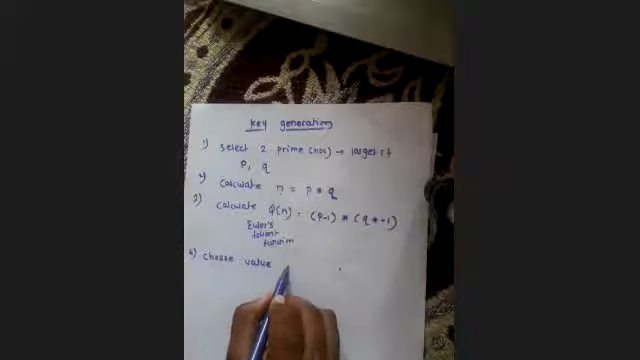 Key generation
1) Select 2 prime (nos) → largest
P, q
2) Calculate n = P * q
3) Calculate φ(n) = (P-1) * (q*-1)
Euler's
totient
function
4) Choose value